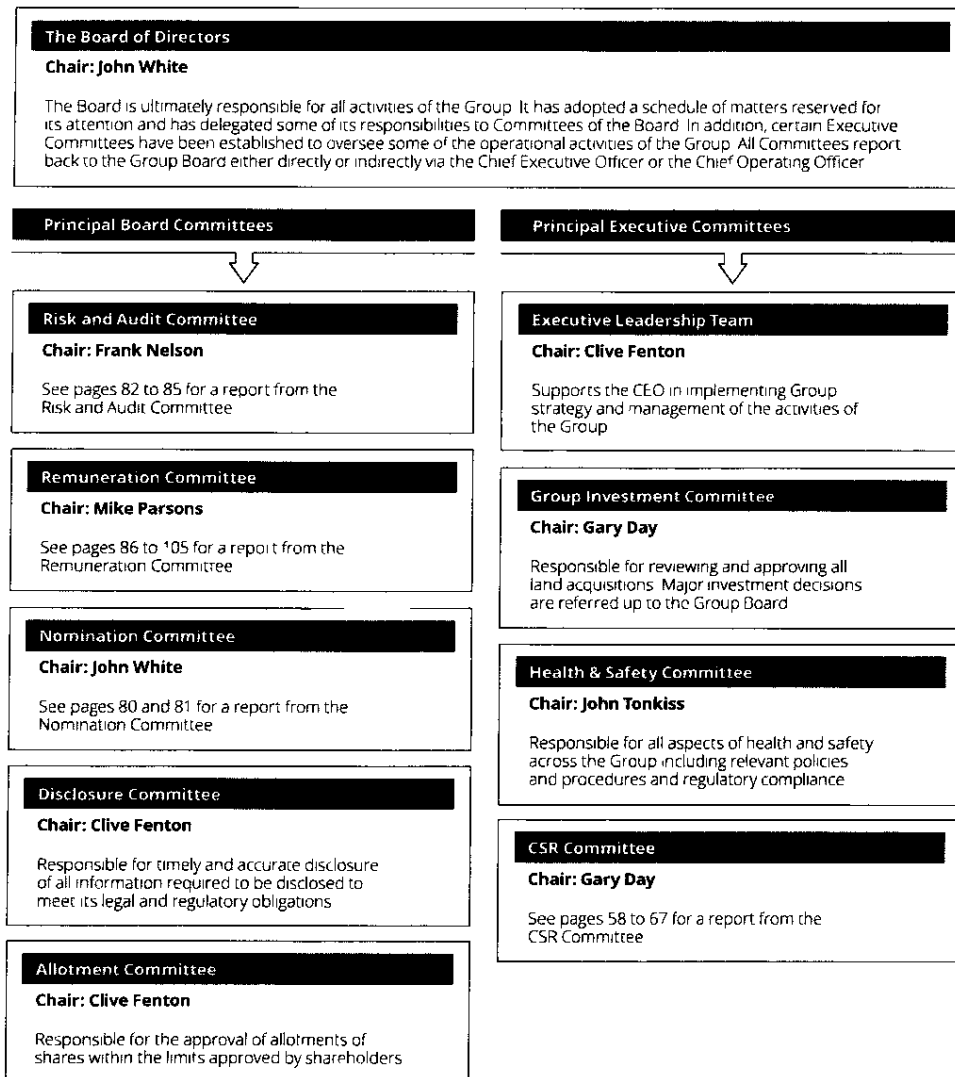 The Board of Directors
Chair: John White
The Board is ultimately responsible for all activities of the Group It has adopted a schedule of matters reserved for
its attention and has delegated some of its responsibilities to Committees of the Board In addition, certain Executive
Committees have been established to oversee some of the operational activities of the Group All Committees report
back to the Group Board either directly or indirectly via the Chief Executive Officer or the Chief Operating Officer
Principal Board Committees
Risk and Audit Committee
Chair: Frank Nelson
See pages 82 to 85 for a report from the
Risk and Audit Committee
Remuneration Committee
Chair: Mike Parsons
See pages 86 to 105 for a report from the
Remuneration Committee
Nomination Committee
Chair: John White
See pages 80 and 81 for a report from the
Nomination Committee
Disclosure Committee
Chair: Clive Fenton
Responsible for timely and accurate disclosure
of all information required to be disclosed to
meet its legal and regulatory obligations
Allotment Committee
Chair: Clive Fenton
Responsible for the approval of allotments of
shares within the limits approved by shareholders
Principal Executive Committees
Executive Leadership Team
Chair: Clive Fenton
Supports the CEO in implementing Group
strategy and management of the activities of
the Group
Group Investment Committee
Chair: Gary Day
Responsible for reviewing and approving all
land acquisitions Major investment decisions
are referred up to the Group Board
Health & Safety Committee
Chair: John Tonkiss
Responsible for all aspects of health and safety
across the Group including relevant policies
and procedures and regulatory compliance
CSR Committee
Chair: Gary Day
See pages 58 to 67 for a report from the
CSR Committee